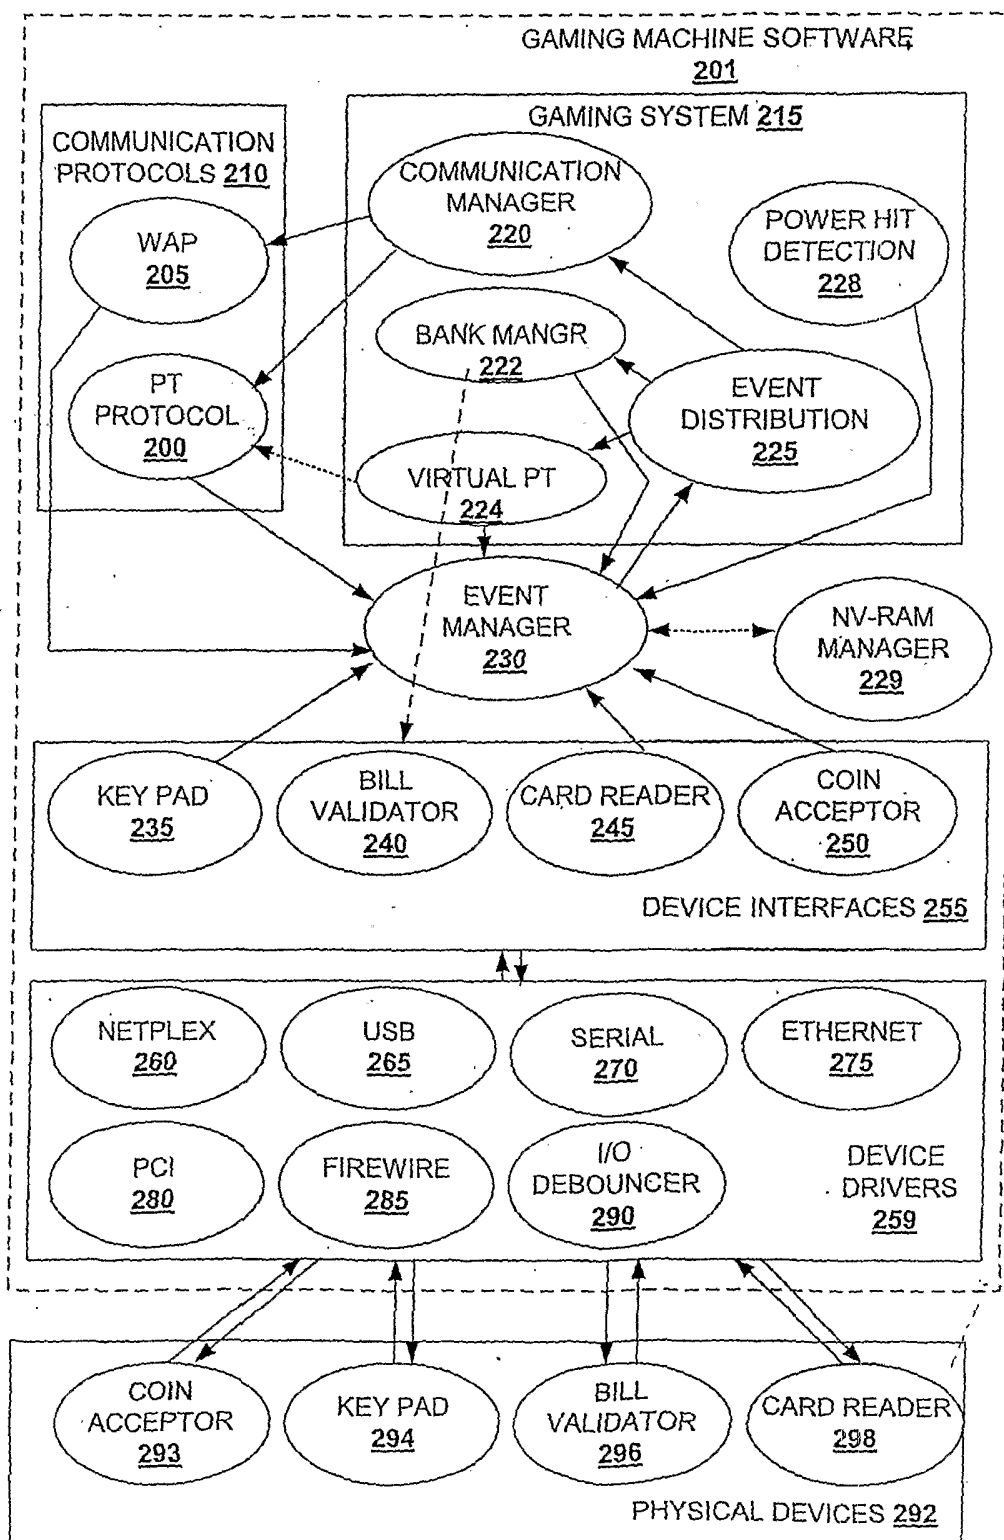 GAMING MACHINE SOFTWARE
201
GAMING SYSTEM 215
COMMUNICATION
PROTOCOLS 210
COMMUNICATION
MANAGER
220
POWER HIT
DETECTION
228
WAP
205
BANK MANGR
222
PT
PROTOCOL
200
EVENT
DISTRIBUTION
225
VIRTUAL PT
224
EVENT
MANAGER
230
NV-RAM
MANAGER
229
KEY PAD
235
BILL
VALIDATOR
240
CARD READER
245
COIN
ACCEPTOR
250
DEVICE INTERFACES 255
NETPLEX
260
USB
265
SERIAL
270
ETHERNET
275
PCI
280
FIREWIRE
285
I/O
DEBOUNCER
290
DEVICE
DRIVERS
259
COIN
ACCEPTOR
293
KEY PAD
294
BILL
VALIDATOR
296
CARD READER
298
PHYSICAL DEVICES 292